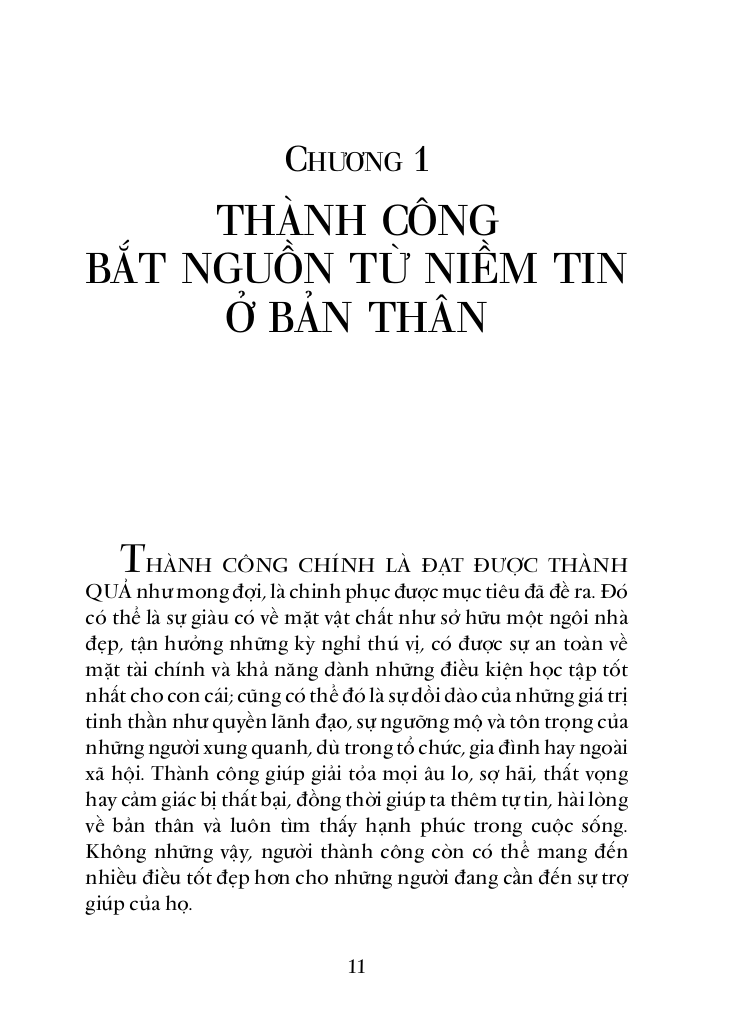 CHƯƠNG 1
THÀNH CÔNG
BẮT NGUỒN TỪ NIỀM TIN
Ở BẢN THÂN
THÀNH CÔNG CHÍNH LÀ ĐẠT ĐƯỢC THÀNH
QUẢ như mong đợi, là chinh phục được mục tiêu đã đề ra. Đó
có thể là sự giàu có về mặt vật chất như sở hữu một ngôi nhà
đẹp, tận hưởng những kỳ nghỉ thú vị, có được sự an toàn về
mặt tài chính và khả năng dành những điều kiện học tập tốt
nhất cho con cái; cũng có thể đó là sự dồi dào của những giá trị
tinh thần như quyền lãnh đạo, sự ngưỡng mộ và tôn trọng của
những người xung quanh, dù trong tổ chức, gia đình hay ngoài
xã hội. Thành công giúp giải tỏa mọi âu lo, sợ hãi, thất vọng
hay cảm giác bị thất bại, đồng thời giúp ta thêm tự tin, hài lòng
về bản thân và luôn tìm thấy hạnh phúc trong cuộc sống.
Không những vậy, người thành công còn có thể mang đến
nhiều điều tốt đẹp hơn cho những người đang cần đến sự trợ
giúp của họ.
11